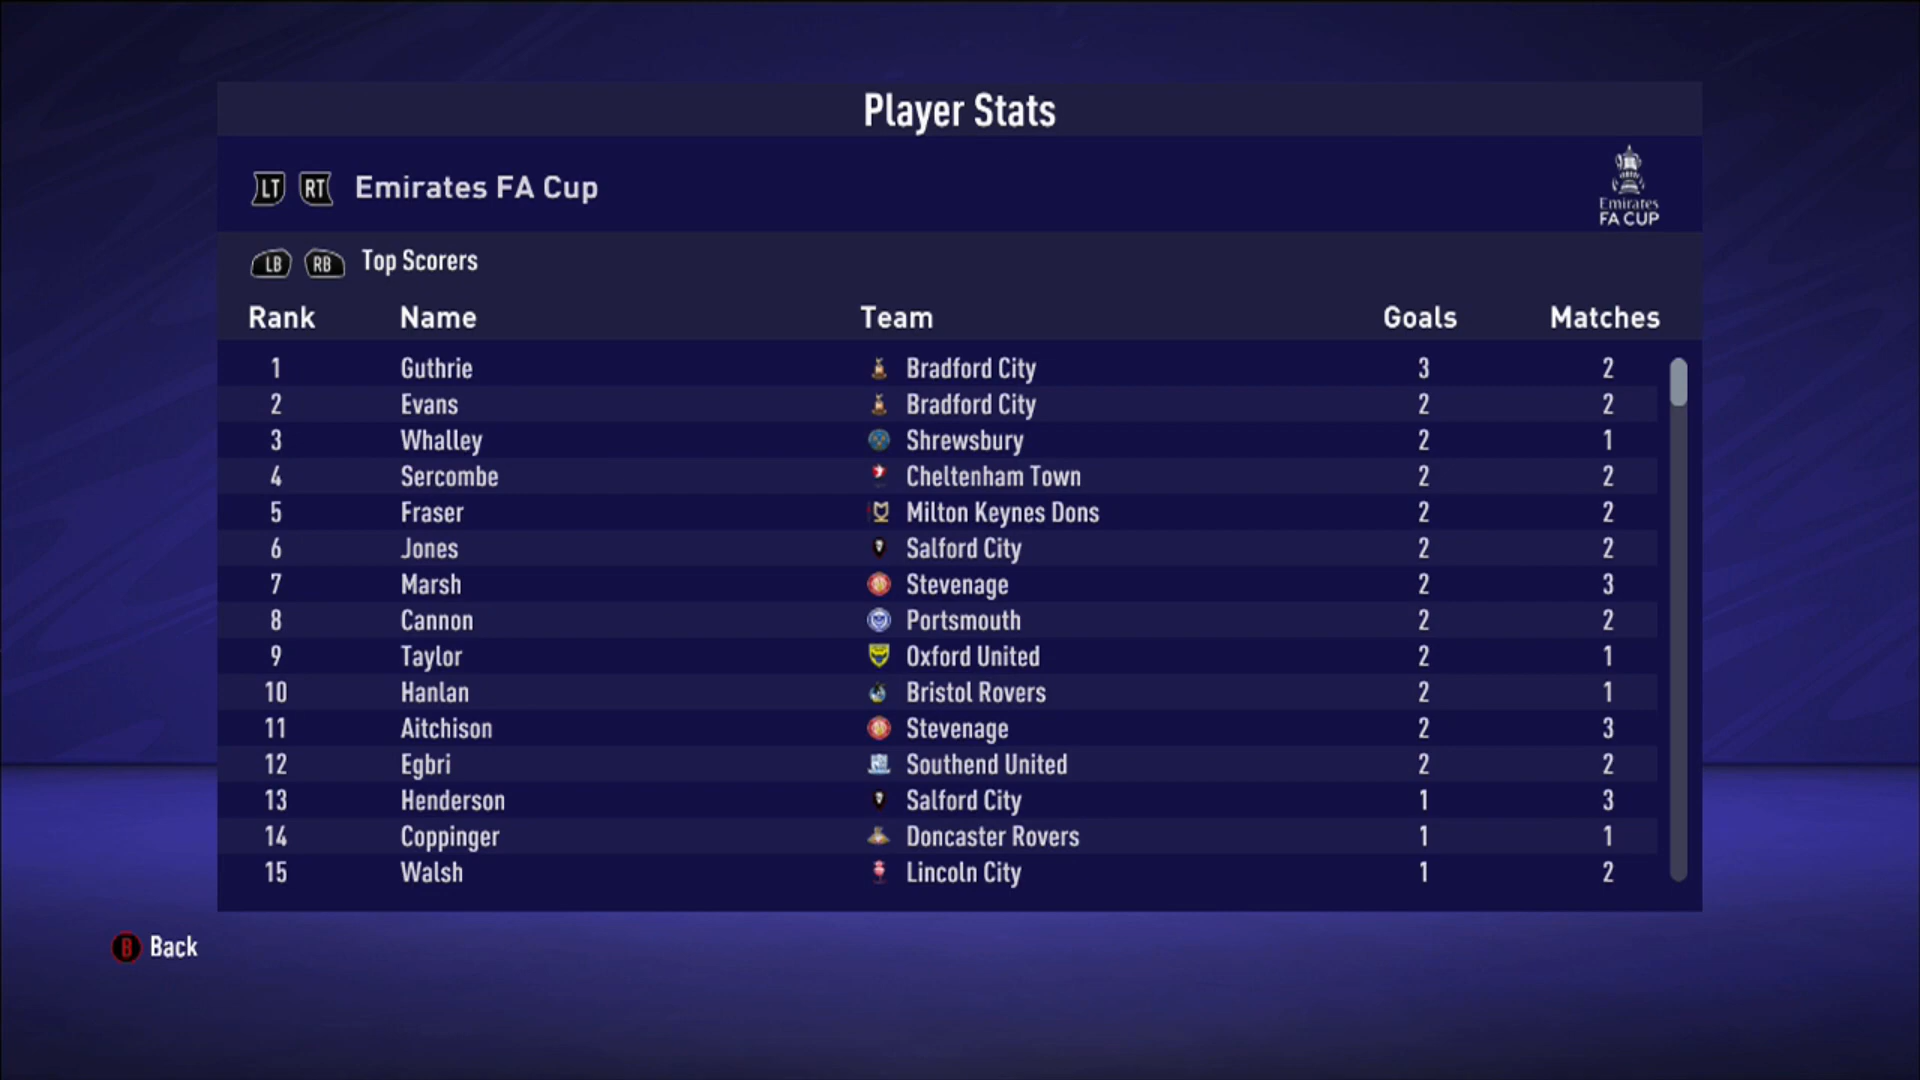 Player Stats
LT RT Emirates FA Cup
Emirates
FA CUP
LB RB Top Scorers
Rank Name Team Goals Matches
1 Guthrie Bradford City 3 2
2 Evans Bradford City 2 2
3 Whalley Shrewsbury 2 1
4 Sercombe Cheltenham Town 2 2
5 Fraser Milton Keynes Dons 2 2
6 Jones Salford City 2 2
7 Marsh Stevenage 2 3
8 Cannon Portsmouth 2 2
9 Taylor Oxford United 2 1
10 Hanlan Bristol Rovers 2 1
11 Aitchison Stevenage 2 3
12 Egbri Southend United 2 2
13 Henderson Salford City 1 3
14 Coppinger Doncaster Rovers 1 1
15 Walsh Lincoln City 1 2
B Back